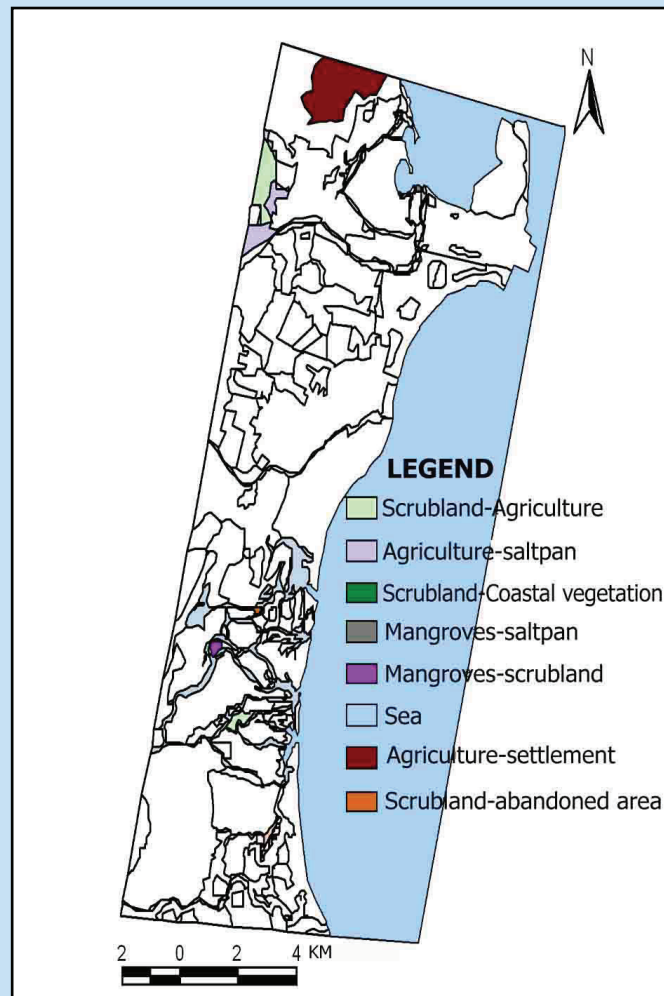 N
LEGEND
Scrubland-Agriculture
Agriculture-saltpan
Scrubland-Coastal vegetation
Mangroves-saltpan
Mangroves-scrubland
Sea
Agriculture-settlement
Scrubland-abandoned area
2 0 2 4 KM